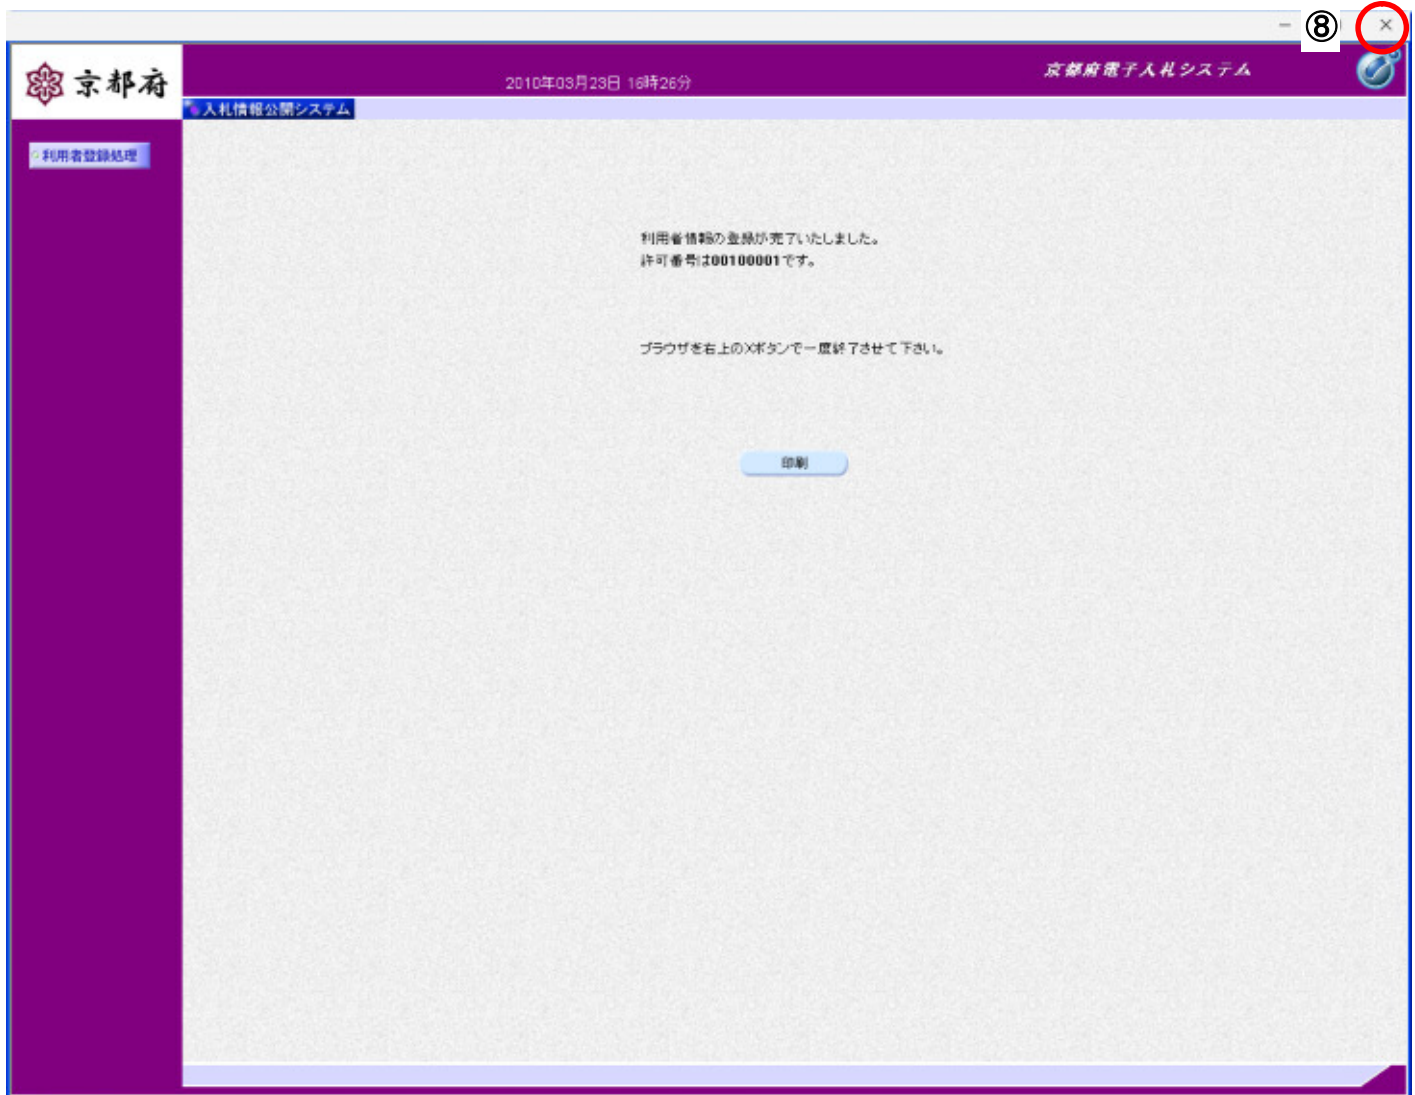 ⑧
京都府
2010年03月23日 16時26分
京都府電子入札システム
入札情報公開システム
利用者登録処理
利用者情報の登録が完了いたしました。
許可番号は00100001です。
ブラウザを右上のXボタンで一度終了させて下さい。
印刷